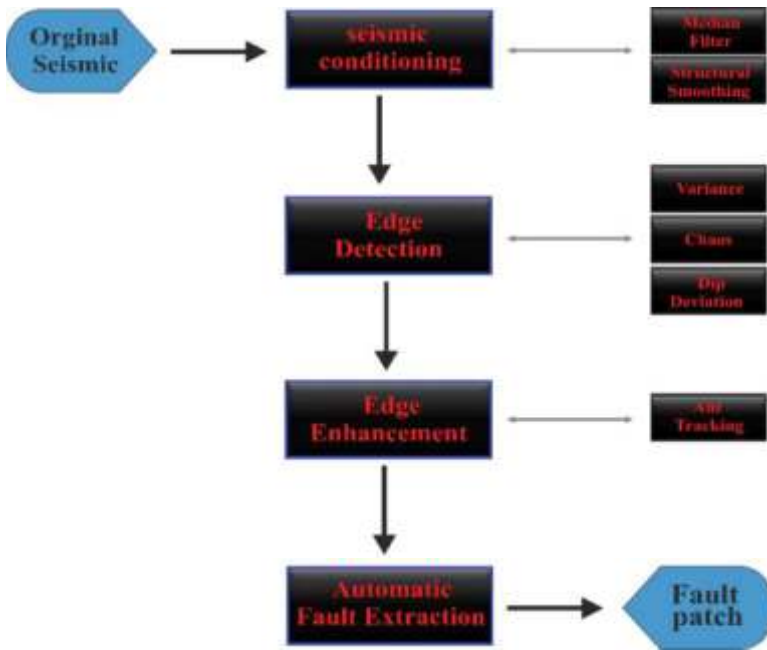 Orginal
Seismic
seismic
conditioning
Median
Filter
Structural
Smoothing
Edge
Detection
Variance
Chaos
Dip
Deviation
Edge
Enhancement
Ant
Tracking
Automatic
Fault Extraction
Fault
patch